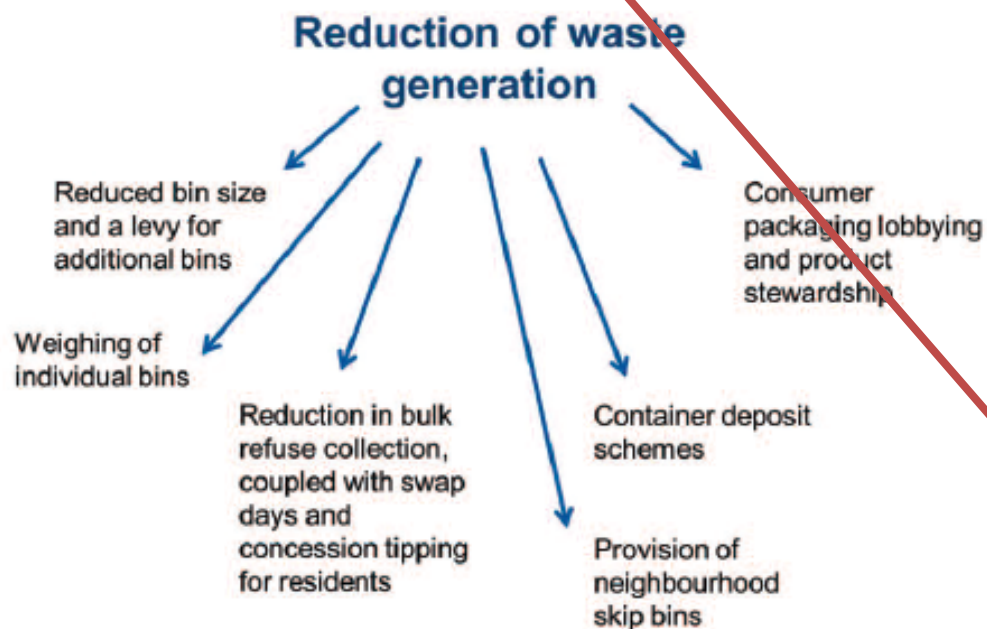 Reduction of waste
generation
Reduced bin size
and a levy for
additional bins
Weighing of
individual bins
Reduction in bulk
refuse collection,
coupled with swap
days and
concession tipping
for residents
Provision of
neighbourhood
skip bins
Container deposit
schemes
Consumer
packaging lobbying
and product
stewardship